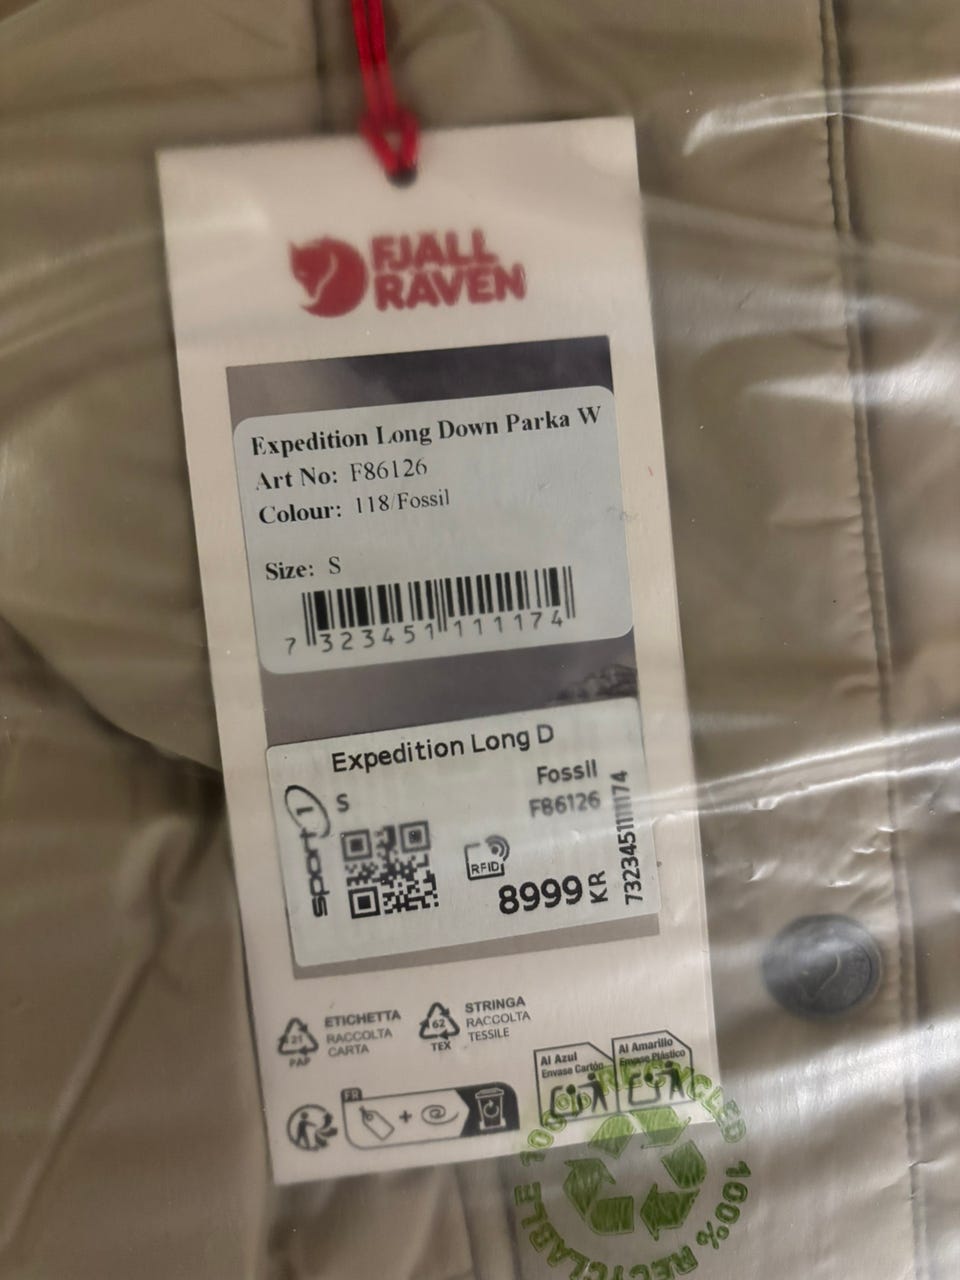 FJÄLL
RÄVEN
Expedition Long Down Parka W
Art No: F86126
Colour: 118/Fossil
Size: S
7 323451 111174
Expedition Long D
Fossil
S
F86126
sport 1
RFID
8999 KR
7323451111174
21
PAP
ETICHETTA
RACCOLTA
CARTA
62
TEX
STRINGA
RACCOLTA
TESSILE
Al Azul
Envase Cartón
Al Amarillo
Envase Plástico
FR
+
100% RECYCLED
100% RECYCLABLE